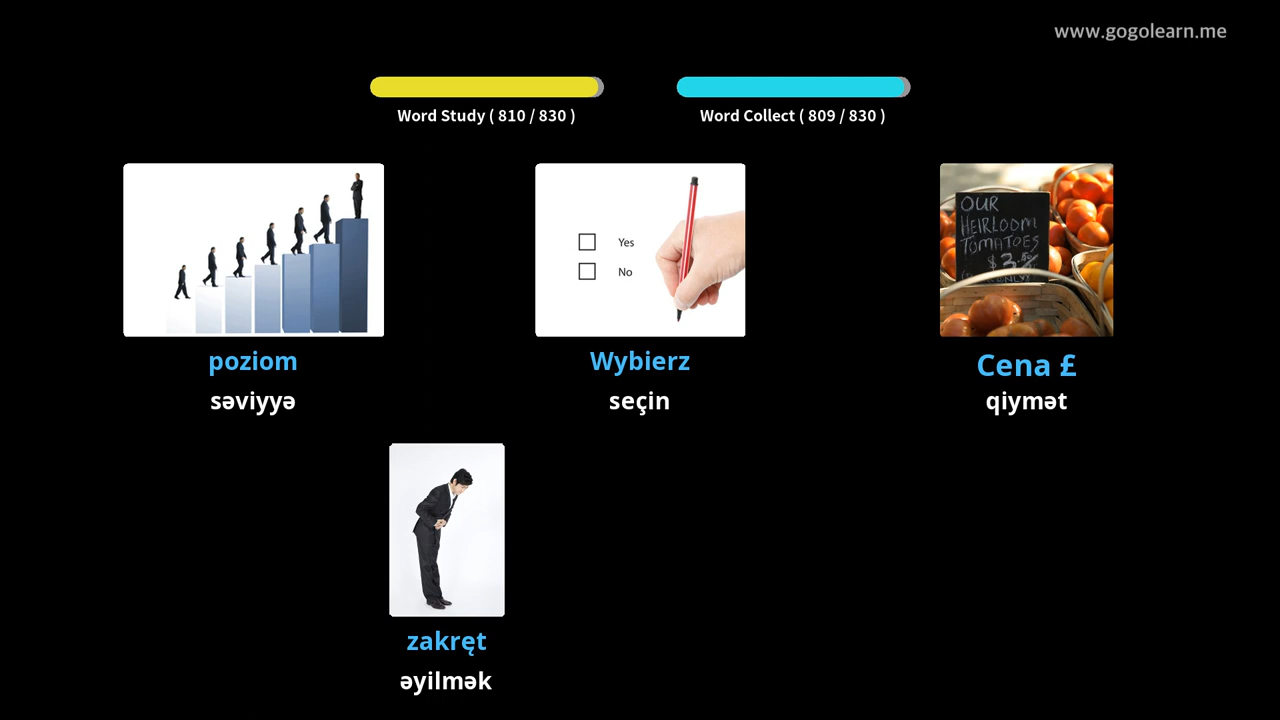 www.gogolearn.me
Word Study ( 810 / 830 )
Word Collect ( 809 / 830 )
Yes
No
OUR
HEIRLOOM
TOMATOES
poziom
Wybierz
Cena £
səviyyə
seçin
qiymət
zakręt
əyilmək